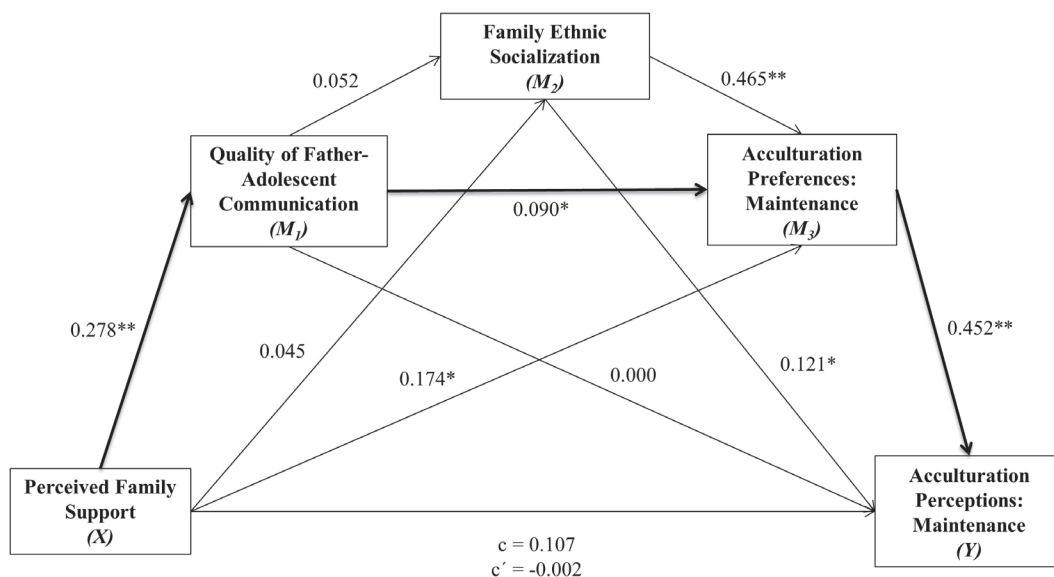 Family Ethnic
Socialization
(M2)
0.052
0.465**
Quality of Father-
Adolescent
Communication
(M1)
Acculturation
Preferences:
Maintenance
(M3)
0.090*
0.278**
0.045
0.174*
0.000
0.121*
0.452**
Perceived Family
Support
(X)
Acculturation
Perceptions:
Maintenance
(Y)
c = 0.107
c´ = -0.002